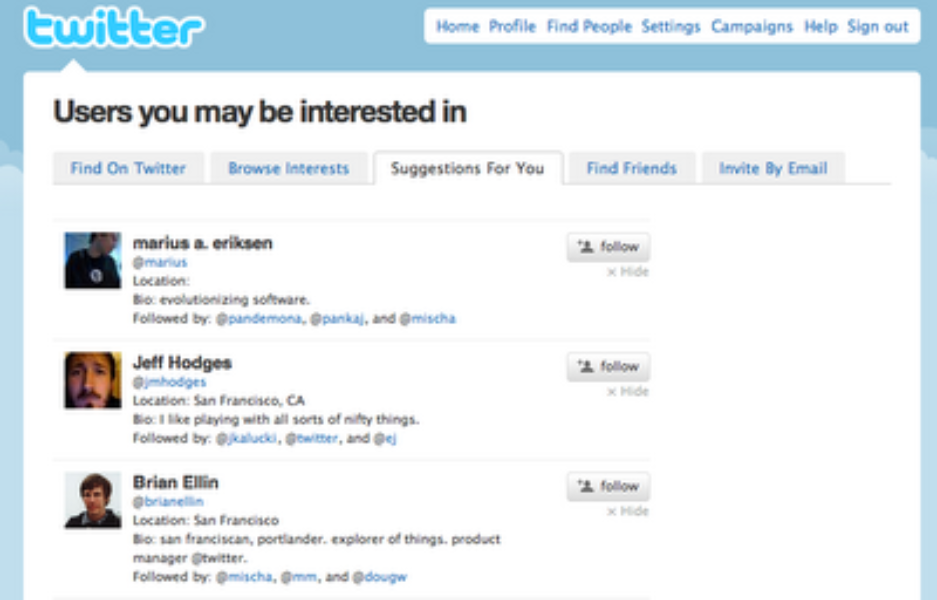 twitter
Home Profile Find People Settings Campaigns Help Sign out
Users you may be interested in
Find On Twitter Browse Interests Suggestions For You Find Friends Invite By Email
marius a. eriksen
follow
@marius
× Hide
Location:
Bio: evolutionizing software.
Followed by: @pandemona, @pankaj, and @mischa
Jeff Hodges
follow
@jmhodges
× Hide
Location: San Francisco, CA
Bio: I like playing with all sorts of nifty things.
Followed by: @jkalucki, @twitter, and @ej
Brian Ellin
follow
@brianellin
× Hide
Location: San Francisco
Bio: san franciscan, portlander. explorer of things. product
manager @twitter.
Followed by: @mischa, @mm, and @dougw